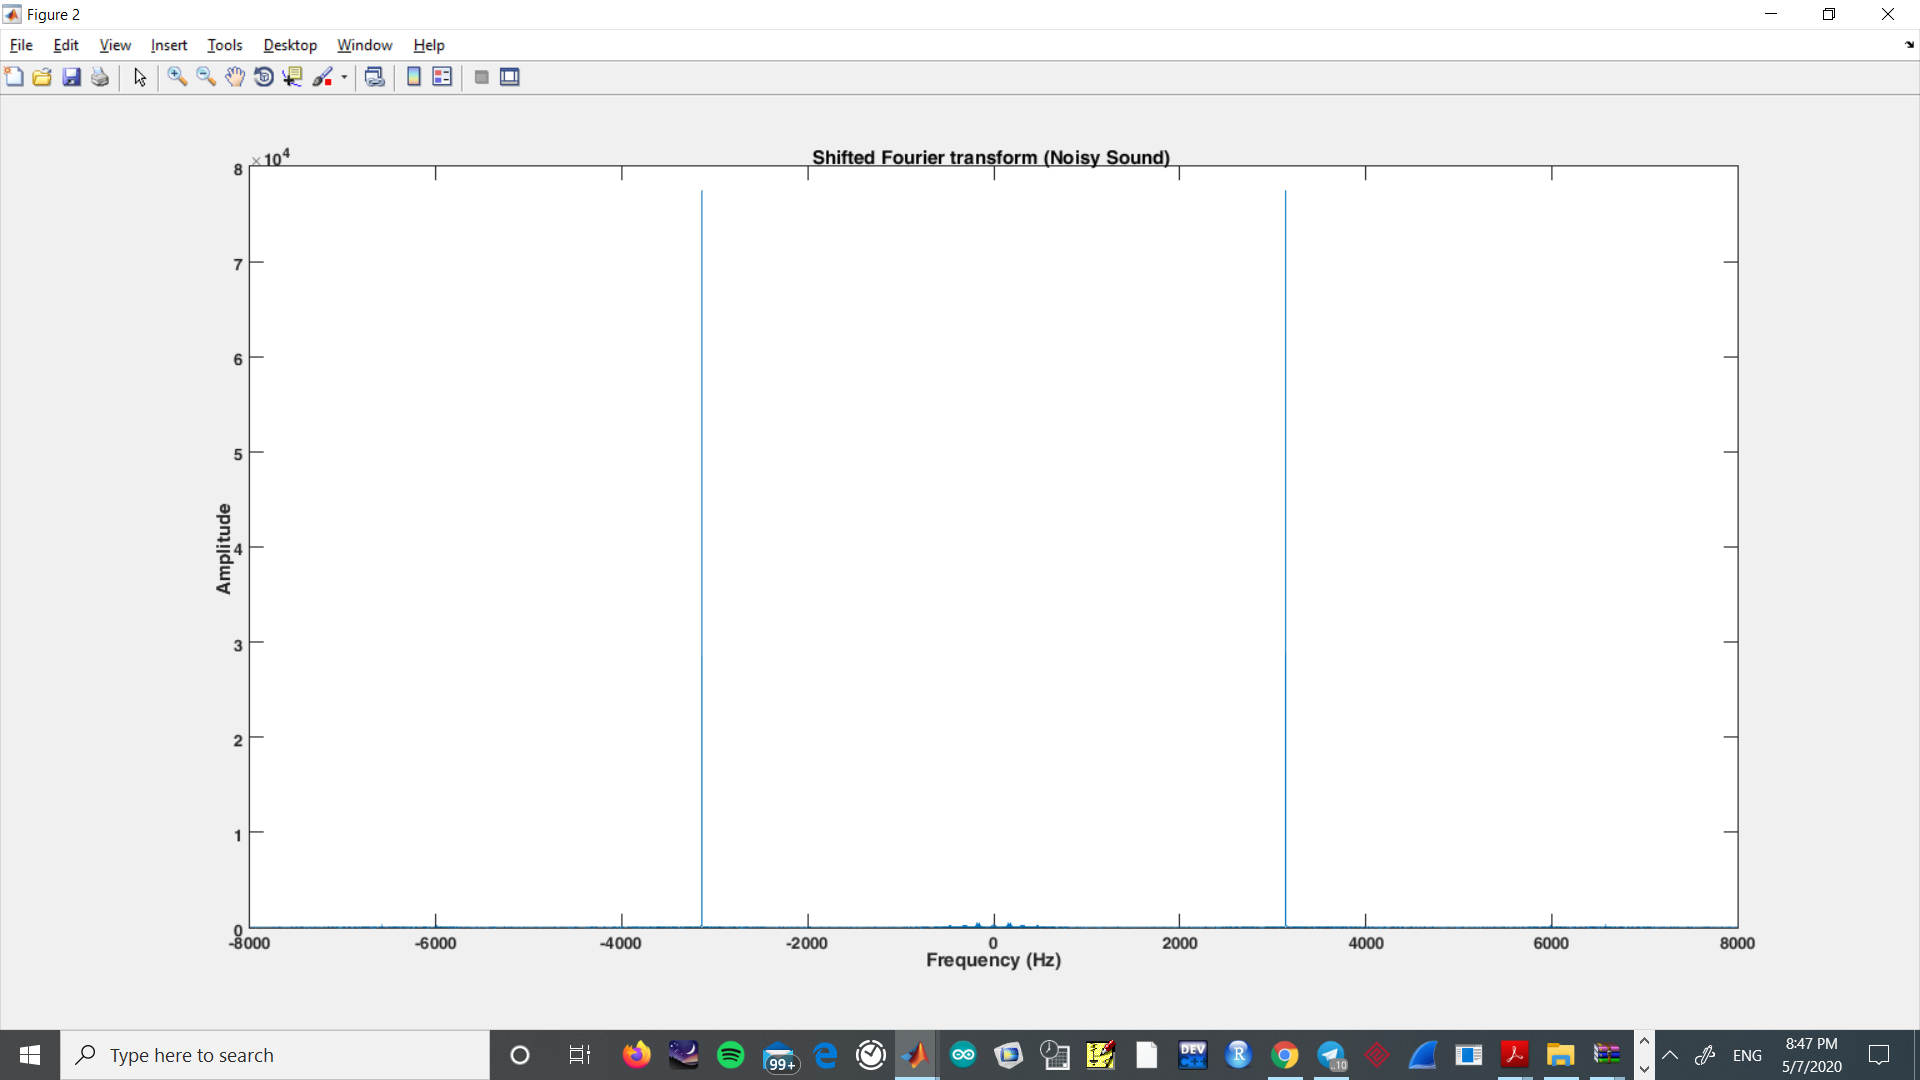 Figure 2
File Edit View Insert Tools Desktop Window Help
Shifted Fourier transform (Noisy Sound)
×10^4
8
7
6
5
4
3
2
1
0
Amplitude
-8000 -6000 -4000 -2000 0 2000 4000 6000 8000
Frequency (Hz)
Type here to search
99+
DEV C++
R
..10
ENG
8:47 PM
5/7/2020